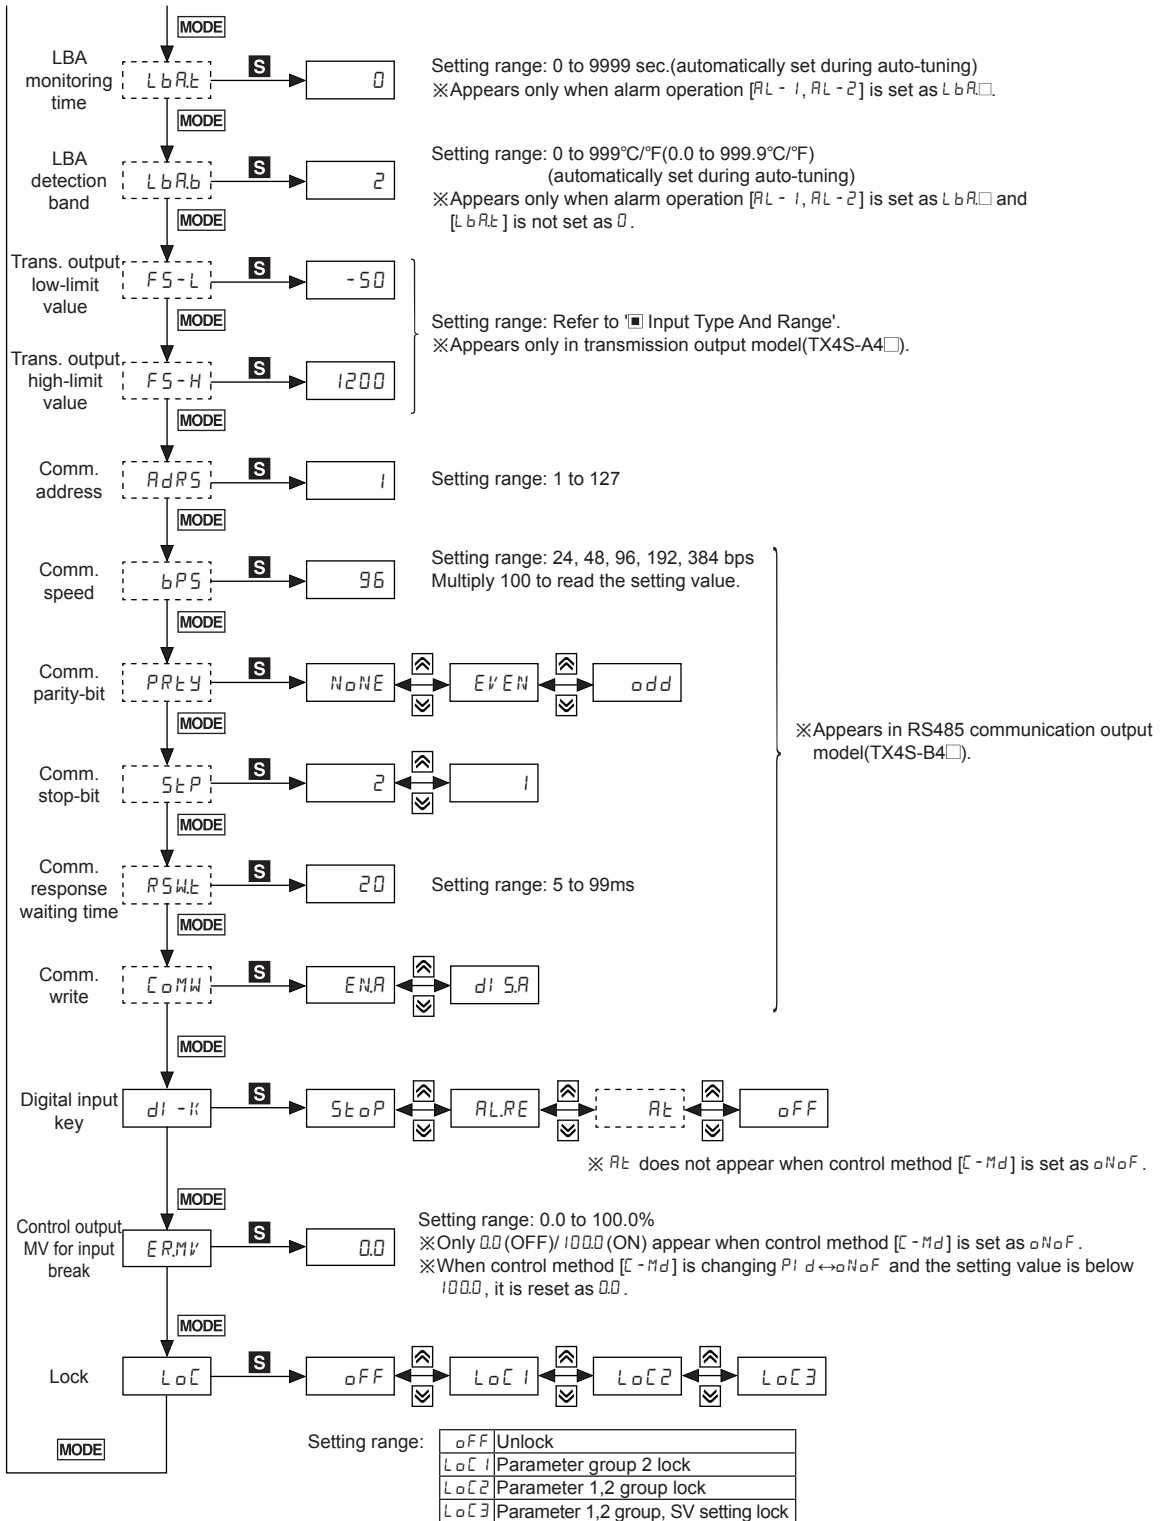 MODE
LBA
monitoring
time
LbA.t
S
0
Setting range: 0 to 9999 sec.(automatically set during auto-tuning)
※Appears only when alarm operation [AL-1, AL-2] is set as LbA.□.
MODE
LBA
detection
band
LbA.b
S
2
Setting range: 0 to 999℃/℉(0.0 to 999.9℃/℉)
(automatically set during auto-tuning)
※Appears only when alarm operation [AL-1, AL-2] is set as LbA.□ and
[LbA.t] is not set as 0.
MODE
Trans. output
low-limit
value
FS-L
S
-50
MODE
Setting range: Refer to '▣ Input Type And Range'.
※Appears only in transmission output model(TX4S-A4□).
Trans. output
high-limit
value
FS-H
S
1200
MODE
Comm.
address
AdRS
S
1
Setting range: 1 to 127
MODE
Comm.
speed
bPS
S
96
Setting range: 24, 48, 96, 192, 384 bps
Multiply 100 to read the setting value.
MODE
Comm.
parity-bit
PRtY
S
NoNE
EVEN
odd
MODE
※Appears in RS485 communication output
model(TX4S-B4□).
Comm.
stop-bit
StP
S
2
1
MODE
Comm.
response
waiting time
RSW.t
S
20
Setting range: 5 to 99ms
MODE
Comm.
write
CoMW
S
EN.A
dIS.A
MODE
Digital input
key
dI-K
S
StoP
AL.RE
At
oFF
※ At does not appear when control method [C-Md] is set as oNoF.
MODE
Control output
MV for input
break
ER.MV
S
0.0
Setting range: 0.0 to 100.0%
※Only 0.0(OFF)/100.0(ON) appear when control method [C-Md] is set as oNoF.
※When control method [C-Md] is changing PId↔oNoF and the setting value is below
100.0, it is reset as 0.0.
MODE
Lock
LoC
S
oFF
LoC1
LoC2
LoC3
MODE
Setting range:
oFF Unlock
LoC1 Parameter group 2 lock
LoC2 Parameter 1,2 group lock
LoC3 Parameter 1,2 group, SV setting lock